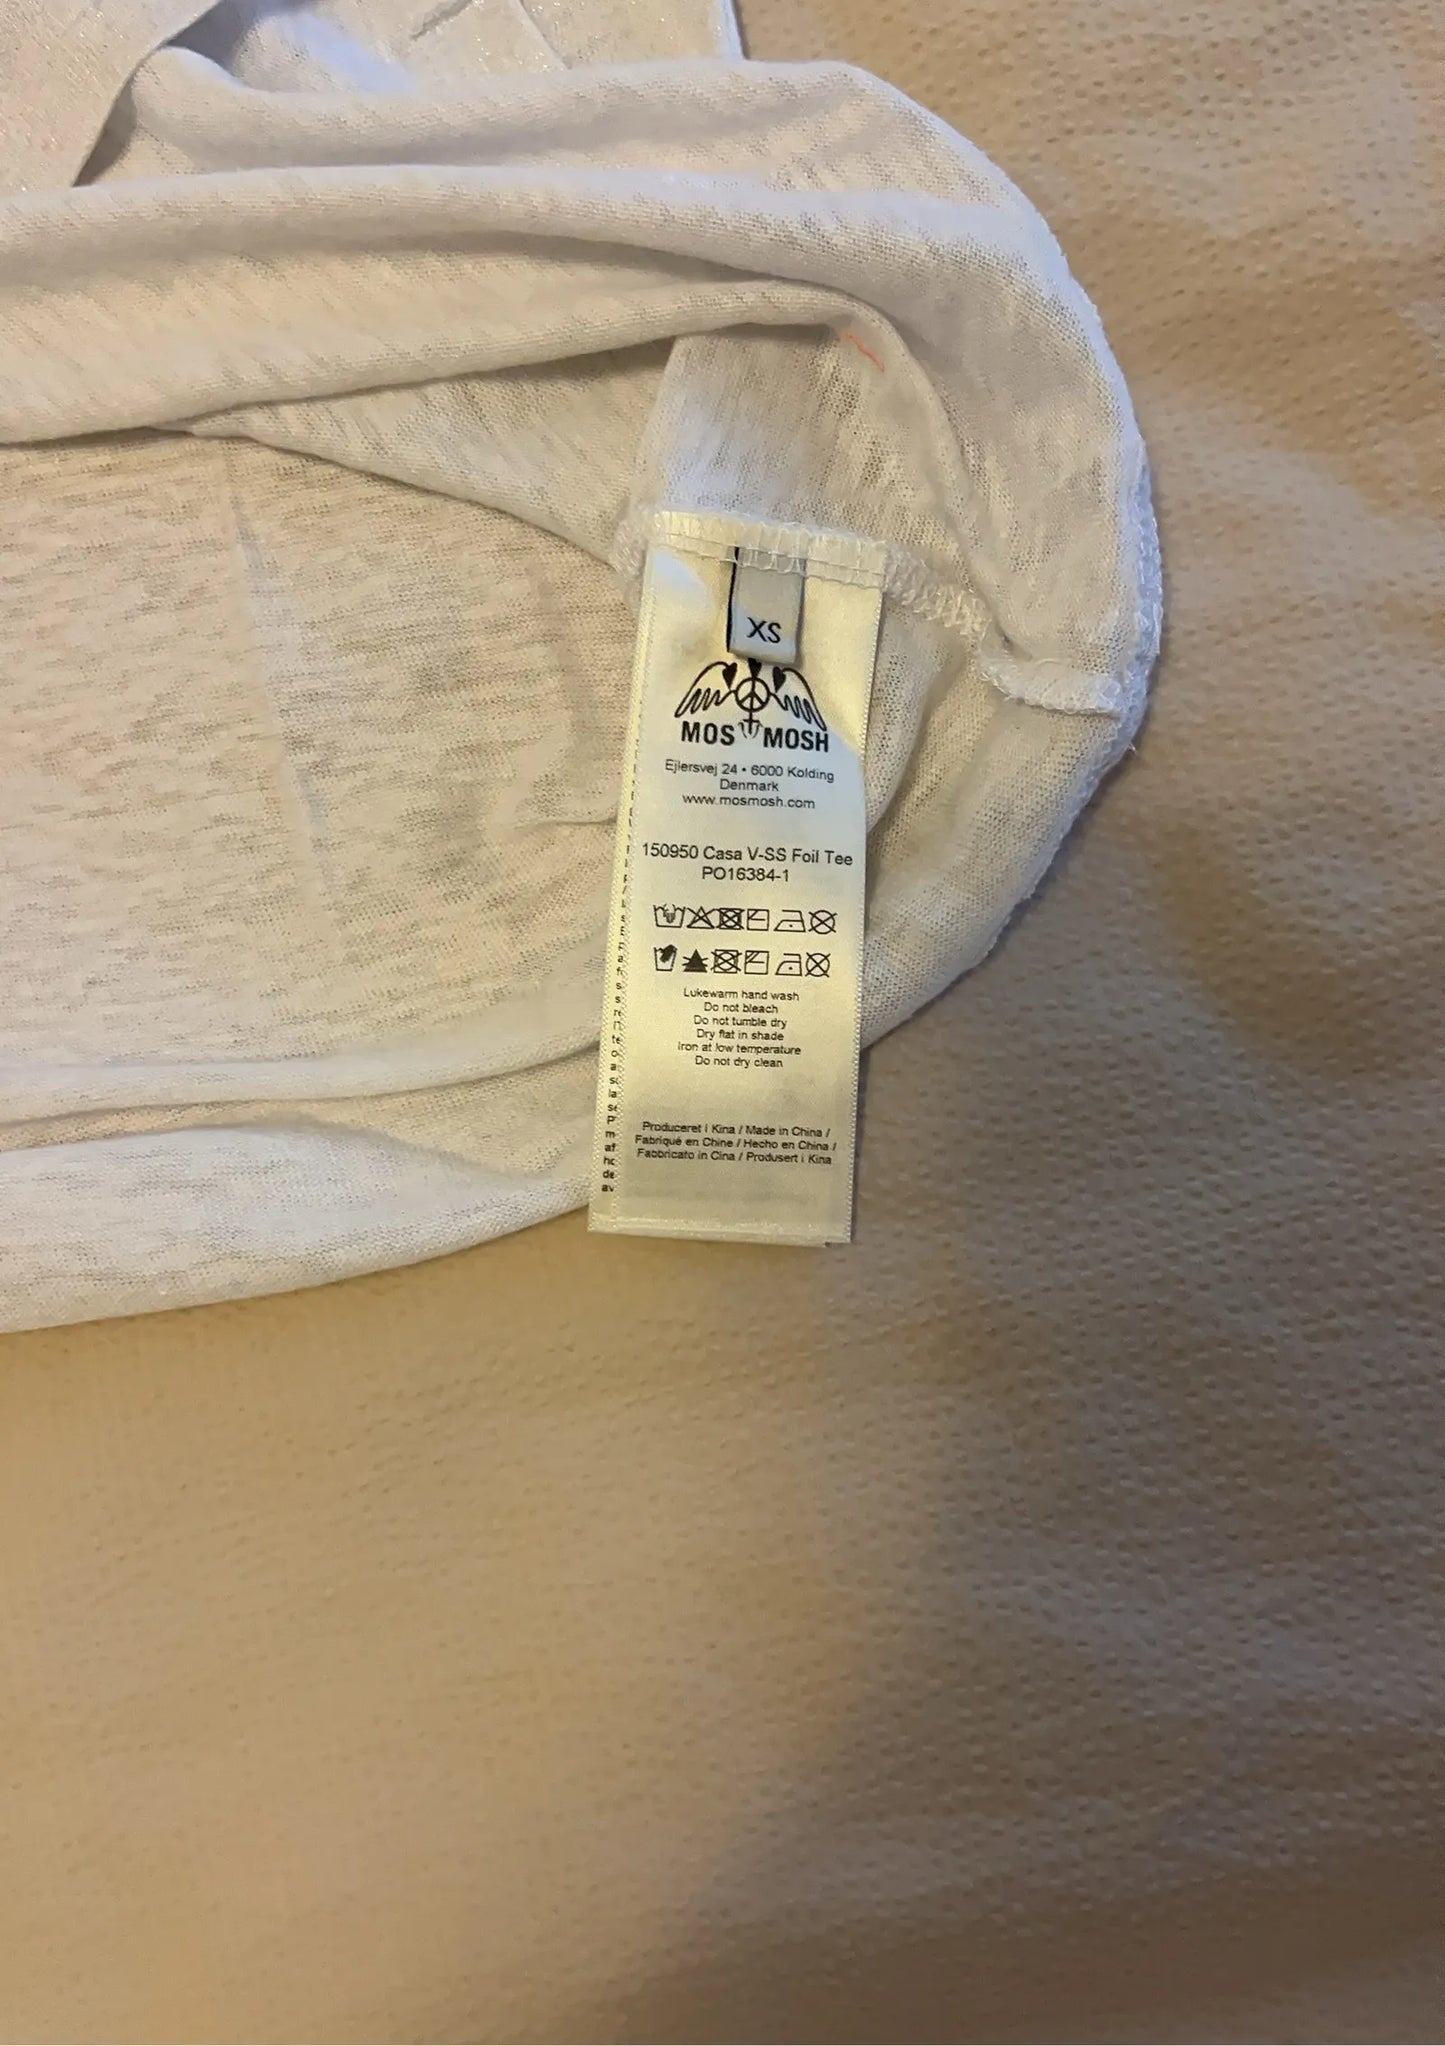 XS
MOS MOSH
Ejlersvej 24 • 6000 Kolding
Denmark
www.mosmosh.com
150950 Casa V-SS Foil Tee
PO16384-1
Lukewarm hand wash
Do not bleach
Do not tumble dry
Dry flat in shade
Iron at low temperature
Do not dry clean
Produceret i Kina / Made in China /
Fabriqué en Chine / Hecho en China /
Fabbricato in Cina / Produsert i Kina